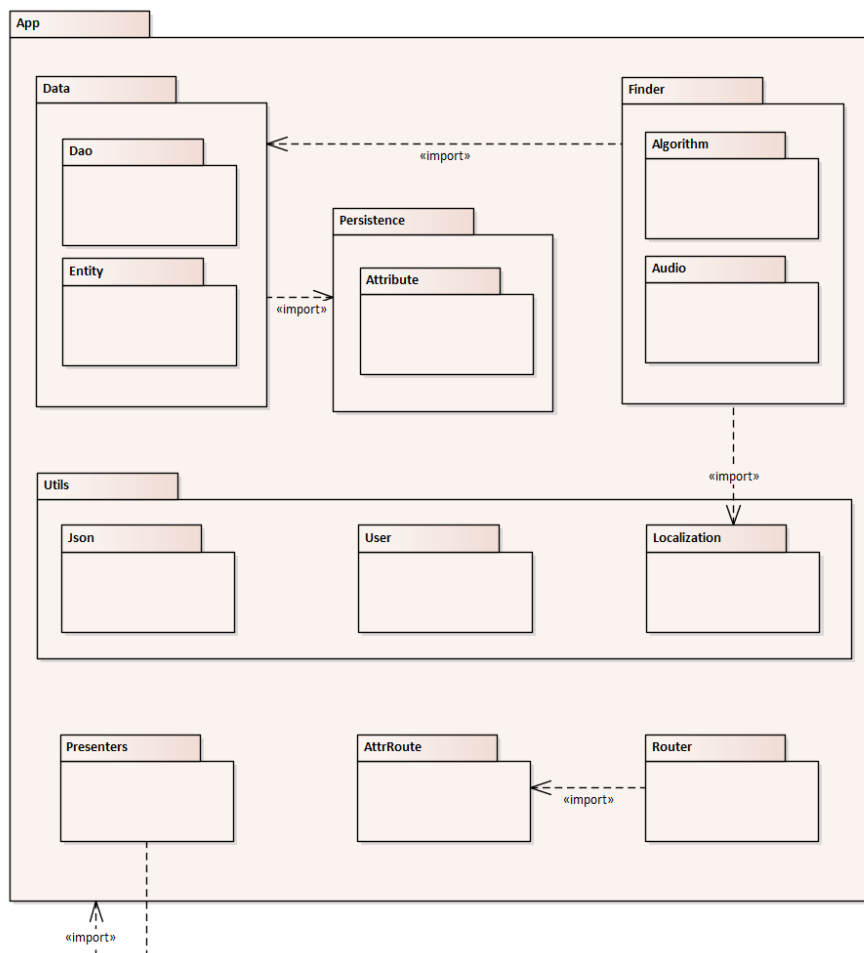 App
Data
Finder
Dao
Algorithm
«import»
Persistence
Entity
Audio
Attribute
«import»
«import»
Utils
Json
User
Localization
Presenters
AttrRoute
Router
«import»
«import»